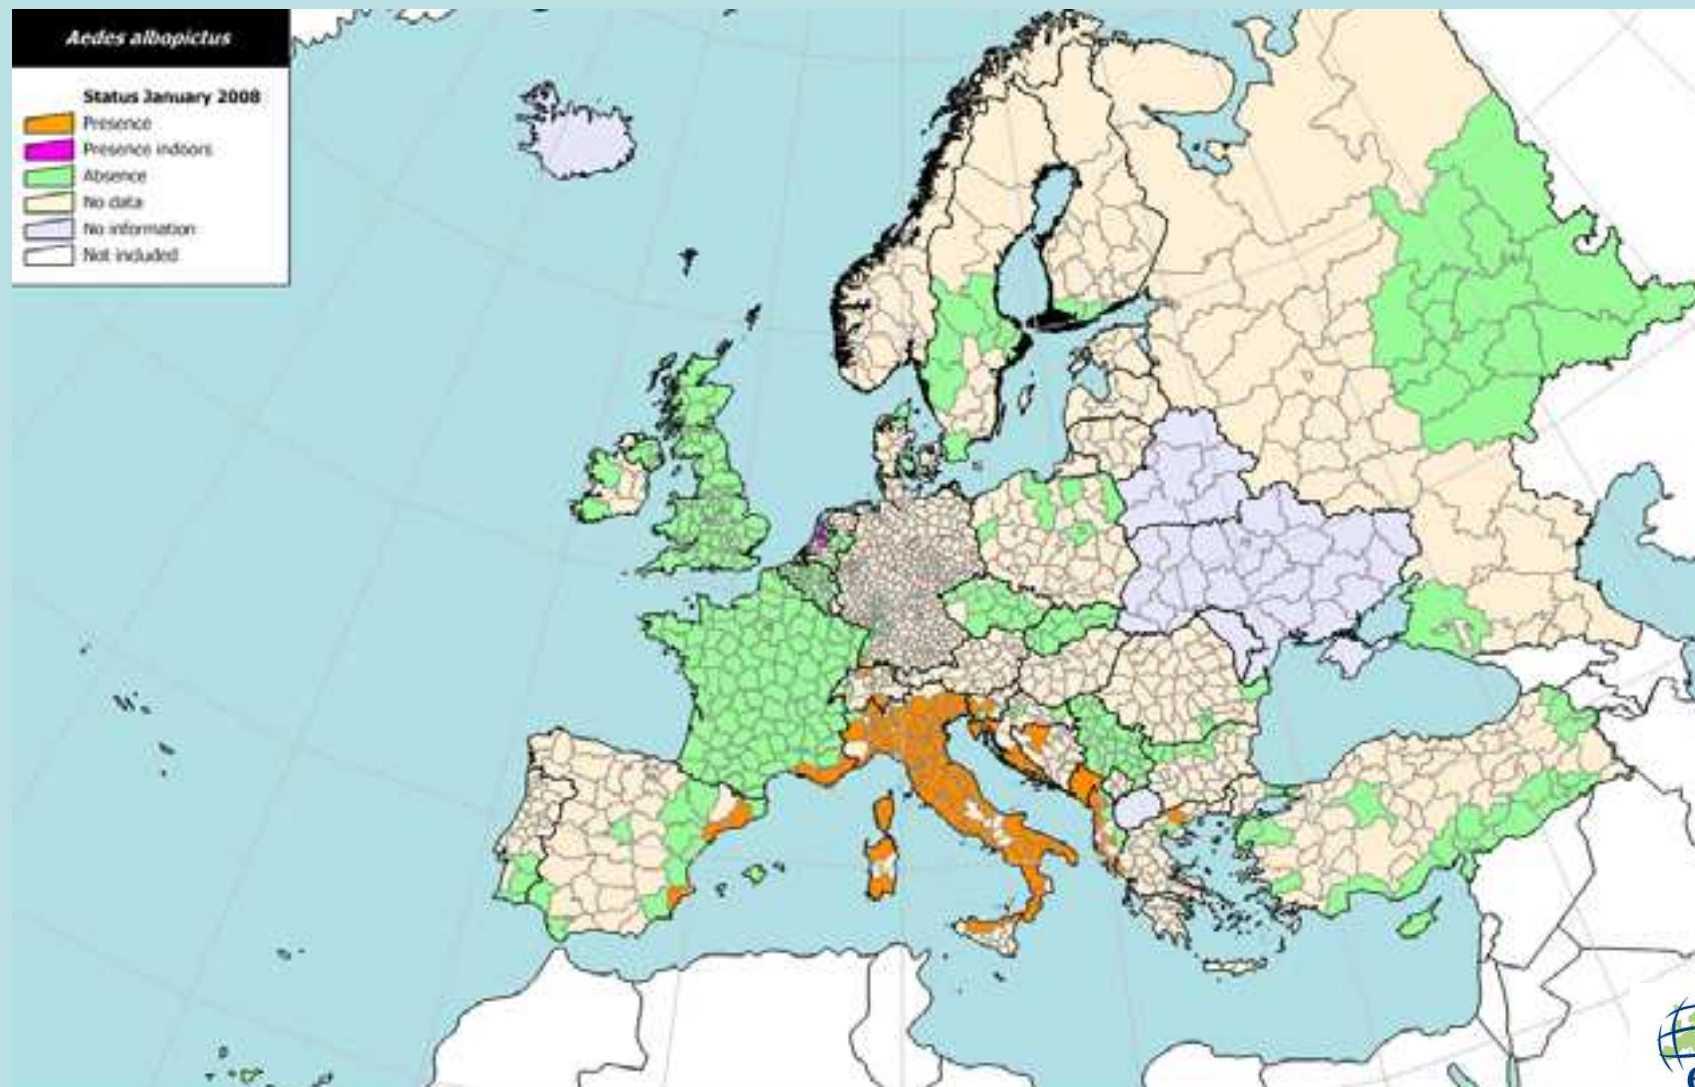 Aedes albopictus
Status January 2008
Presence
Presence indoors
Absence
No data
No information
Not included